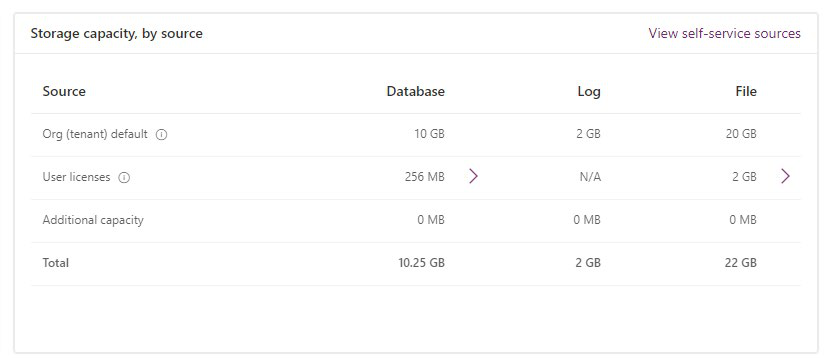 Storage capacity, by source View self-service sources
Source Database Log File
Org (tenant) default 10 GB 2 GB 20 GB
User licenses 256 MB N/A 2 GB
Additional capacity 0 MB 0 MB 0 MB
Total 10.25 GB 2 GB 22 GB